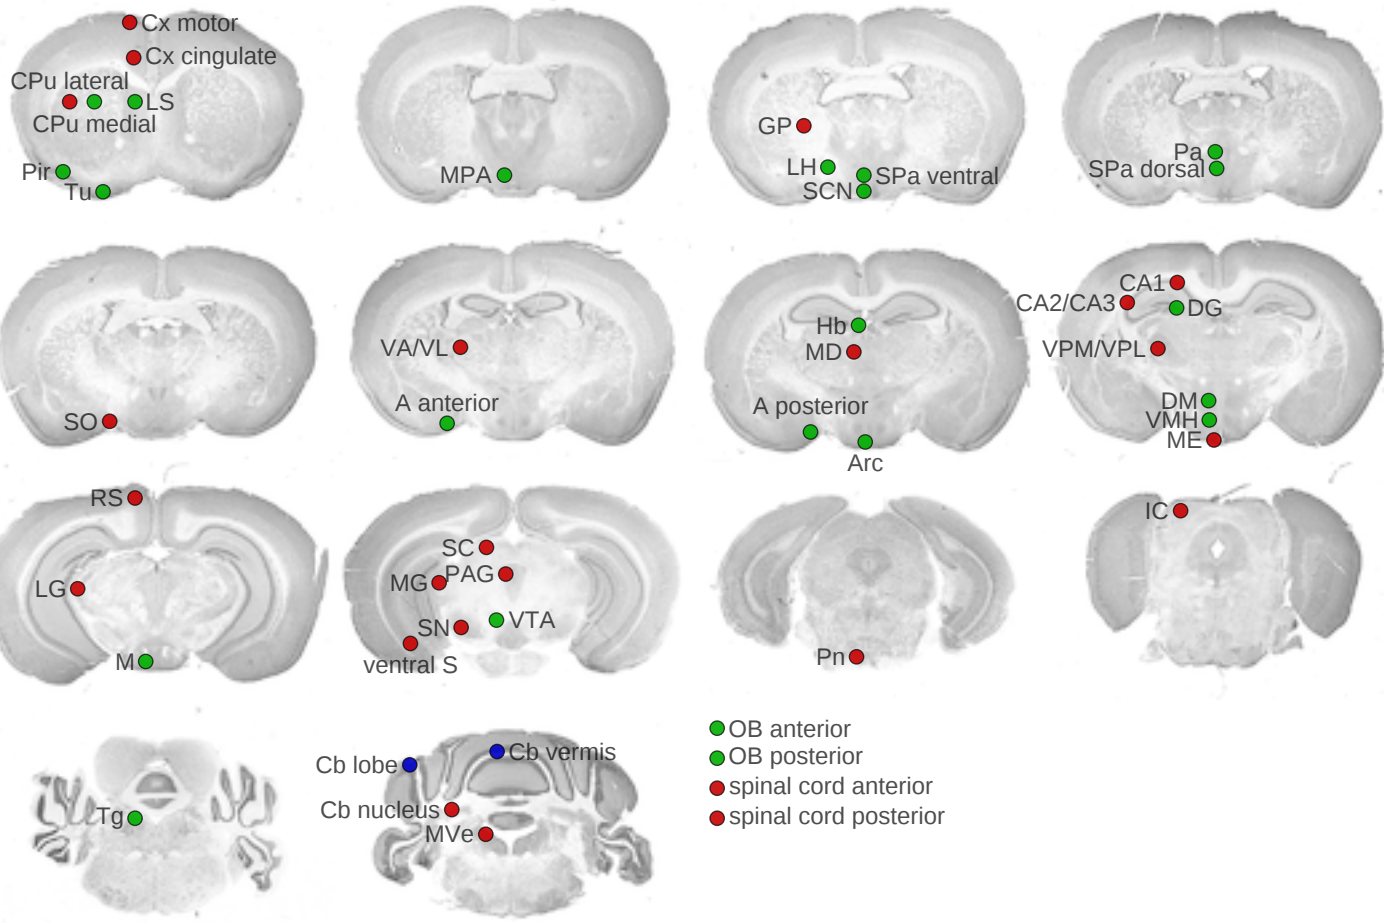 Cx motor
Cx cingulate
CPu lateral
LS
CPu medial
Pir
Tu
MPA
GP
LH
SPa ventral
SCN
Pa
SPa dorsal
SO
VA/VL
A anterior
Hb
MD
A posterior
Arc
CA1
CA2/CA3
DG
VPM/VPL
DM
VMH
ME
RS
LG
M
SC
MG
PAG
SN
VTA
ventral S
Pn
IC
Tg
Cb lobe
Cb vermis
Cb nucleus
MVe
OB anterior
OB posterior
spinal cord anterior
spinal cord posterior